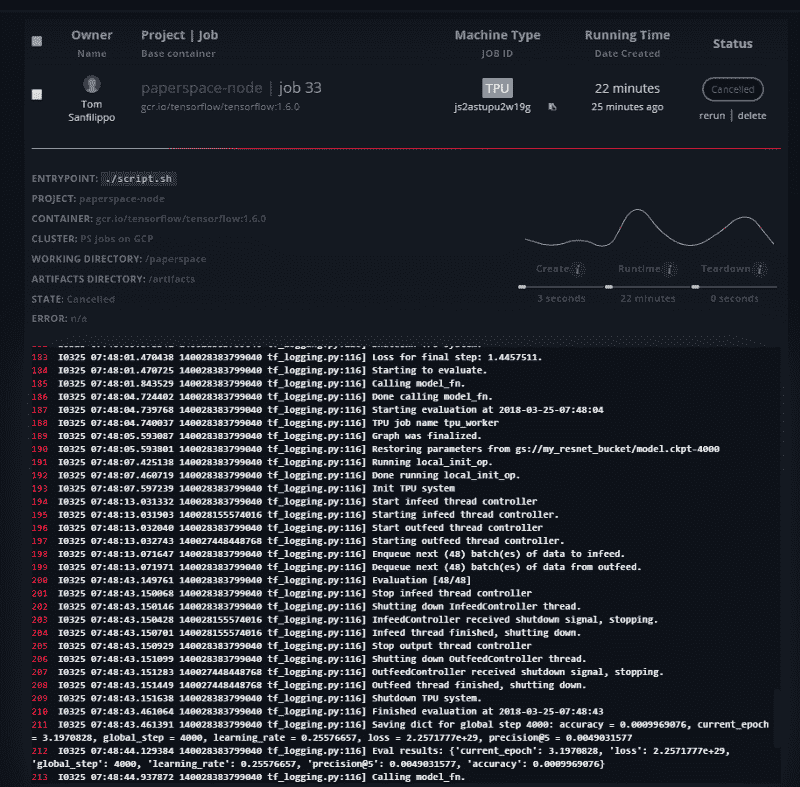 Owner Project | Job Machine Type Running Time Status
Name Base container JOB ID Date Created
paperspace-node | job 33 TPU 22 minutes Cancelled
Tom Sanfilippo gcr.io/tensorflow/tensorflow:1.6.0 js2astupu2w19g 25 minutes ago rerun | delete
ENTRYPOINT: ./script.sh
PROJECT: paperspace-node
CONTAINER: gcr.io/tensorflow/tensorflow:1.6.0
CLUSTER: PS Jobs on GCP
WORKING DIRECTORY: /paperspace
ARTIFACTS DIRECTORY: /artifacts
STATE: Cancelled
ERROR: n/a
Create i Runtime i Teardown i
3 seconds 22 minutes 0 seconds
183 I0325 07:48:01.470438 140028383799040 tf_logging.py:116] Loss for final step: 1.4457511.
184 I0325 07:48:01.470725 140028383799040 tf_logging.py:116] Starting to evaluate.
185 I0325 07:48:01.843529 140028383799040 tf_logging.py:116] Calling model_fn.
186 I0325 07:48:04.724402 140028383799040 tf_logging.py:116] Done calling model_fn.
187 I0325 07:48:04.739768 140028383799040 tf_logging.py:116] Starting evaluation at 2018-03-25-07:48:04
188 I0325 07:48:04.740037 140028383799040 tf_logging.py:116] TPU job name tpu_worker
189 I0325 07:48:05.593087 140028383799040 tf_logging.py:116] Graph was finalized.
190 I0325 07:48:05.593801 140028383799040 tf_logging.py:116] Restoring parameters from gs://my_resnet_bucket/model.ckpt-4000
191 I0325 07:48:07.425138 140028383799040 tf_logging.py:116] Running local_init_op.
192 I0325 07:48:07.460719 140028383799040 tf_logging.py:116] Done running local_init_op.
193 I0325 07:48:07.597239 140028383799040 tf_logging.py:116] Init TPU system
194 I0325 07:48:13.031332 140028383799040 tf_logging.py:116] Start infeed thread controller
195 I0325 07:48:13.031903 140028155574016 tf_logging.py:116] Starting infeed thread controller.
196 I0325 07:48:13.032040 140028383799040 tf_logging.py:116] Start outfeed thread controller
197 I0325 07:48:13.032743 140027448448768 tf_logging.py:116] Starting outfeed thread controller.
198 I0325 07:48:13.071647 140028383799040 tf_logging.py:116] Enqueue next (48) batch(es) of data to infeed.
199 I0325 07:48:13.071971 140028383799040 tf_logging.py:116] Dequeue next (48) batch(es) of data from outfeed.
200 I0325 07:48:43.149761 140028383799040 tf_logging.py:116] Evaluation [48/48]
201 I0325 07:48:43.150068 140028383799040 tf_logging.py:116] Stop infeed thread controller
202 I0325 07:48:43.150146 140028383799040 tf_logging.py:116] Shutting down InfeedController thread.
203 I0325 07:48:43.150428 140028155574016 tf_logging.py:116] InfeedController received shutdown signal, stopping.
204 I0325 07:48:43.150701 140028155574016 tf_logging.py:116] Infeed thread finished, shutting down.
205 I0325 07:48:43.150929 140028383799040 tf_logging.py:116] Stop output thread controller
206 I0325 07:48:43.151099 140028383799040 tf_logging.py:116] Shutting down OutfeedController thread.
207 I0325 07:48:43.151283 140027448448768 tf_logging.py:116] OutfeedController received shutdown signal, stopping.
208 I0325 07:48:43.151449 140027448448768 tf_logging.py:116] Outfeed thread finished, shutting down.
209 I0325 07:48:43.151638 140028383799040 tf_logging.py:116] Shutdown TPU system.
210 I0325 07:48:43.461064 140028383799040 tf_logging.py:116] Finished evaluation at 2018-03-25-07:48:43
211 I0325 07:48:43.461391 140028383799040 tf_logging.py:116] Saving dict for global step 4000: accuracy = 0.0009969076, current_epoch
= 3.1970828, global_step = 4000, learning_rate = 0.25576657, loss = 2.2571777e+29, precision@5 = 0.0049031577
212 I0325 07:48:44.129384 140028383799040 tf_logging.py:116] Eval results: {'current_epoch': 3.1970828, 'loss': 2.2571777e+29,
'global_step': 4000, 'learning_rate': 0.25576657, 'precision@5': 0.0049031577, 'accuracy': 0.0009969076}
213 I0325 07:48:44.937872 140028383799040 tf_logging.py:116] Calling model_fn.